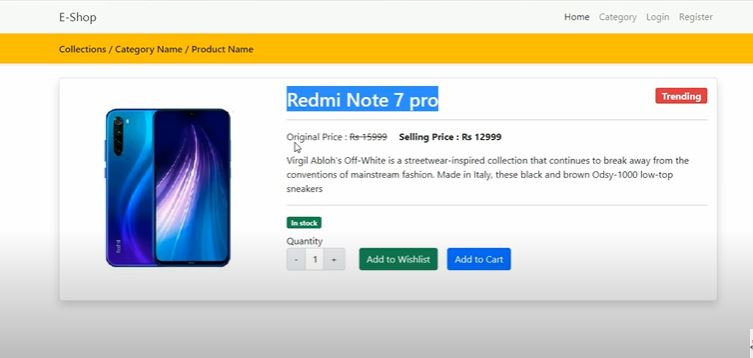 E-Shop
Home Category Login Register
Collections / Category Name / Product Name
Redmi Note 7 pro
Trending
Original Price : Rs 15999 Selling Price : Rs 12999
Virgil Abloh's Off-White is a streetwear-inspired collection that continues to break away from the
conventions of mainstream fashion. Made in Italy, these black and brown Odsy-1000 low-top
sneakers
In stock
Quantity
- 1 +
Add to Wishlist
Add to Cart
Redmi